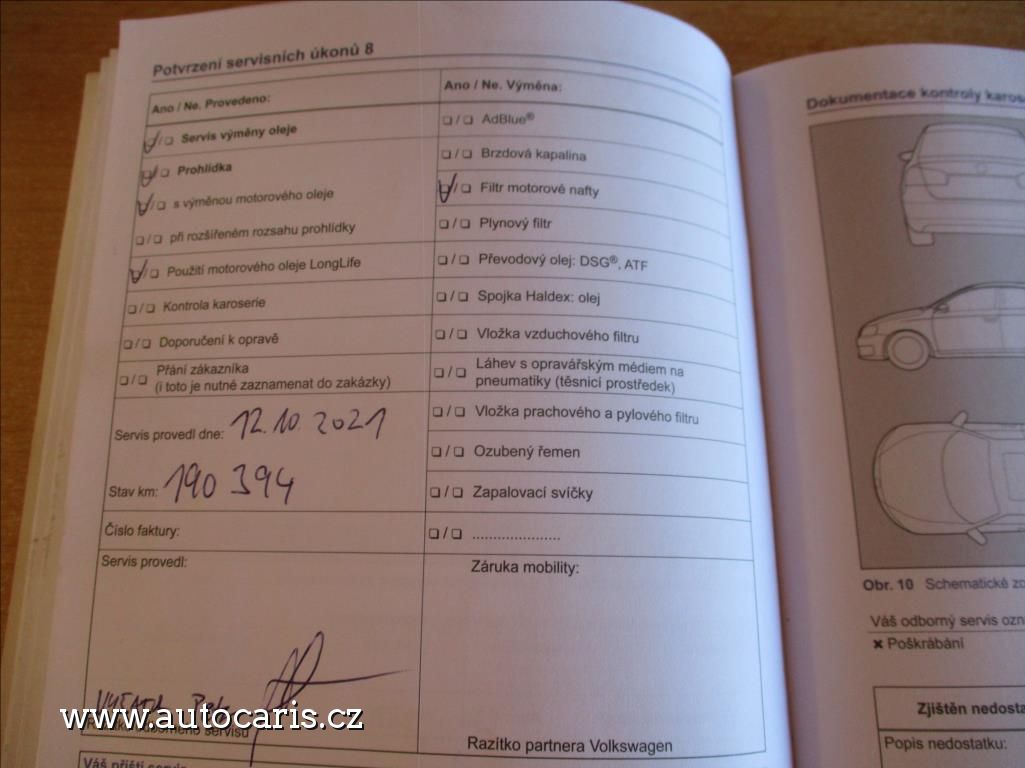 Potvrzení servisních úkonů 8
Ano / Ne. Provedeno:
❏ / ❏ Servis výměny oleje
❏ / ❏ Prohlídka
❏ / ❏ s výměnou motorového oleje
❏ / ❏ při rozšířeném rozsahu prohlídky
❏ / ❏ Použití motorového oleje LongLife
❏ / ❏ Kontrola karoserie
❏ / ❏ Doporučení k opravě
❏ / ❏ Přání zákazníka
(i toto je nutné zaznamenat do zakázky)
Servis provedl dne: 12.10.2021
Stav km: 190 394
Číslo faktury:
Servis provedl:
Ano / Ne. Výměna:
❏ / ❏ AdBlue®
❏ / ❏ Brzdová kapalina
❏ / ❏ Filtr motorové nafty
❏ / ❏ Plynový filtr
❏ / ❏ Převodový olej: DSG®, ATF
❏ / ❏ Spojka Haldex: olej
❏ / ❏ Vložka vzduchového filtru
❏ / ❏ Láhev s opravářským médiem na
pneumatiky (těsnicí prostředek)
❏ / ❏ Vložka prachového a pylového filtru
❏ / ❏ Ozubený řemen
❏ / ❏ Zapalovací svíčky
❏ / ❏ ......................
Záruka mobility:
Razítko partnera Volkswagen
www.autocaris.cz
Váš příští servis
Dokumentace kontroly
Obr. 10 Schematické
Váš odborný servis
✖ Poškrábání
Zjištěn
Popis nedostatku: